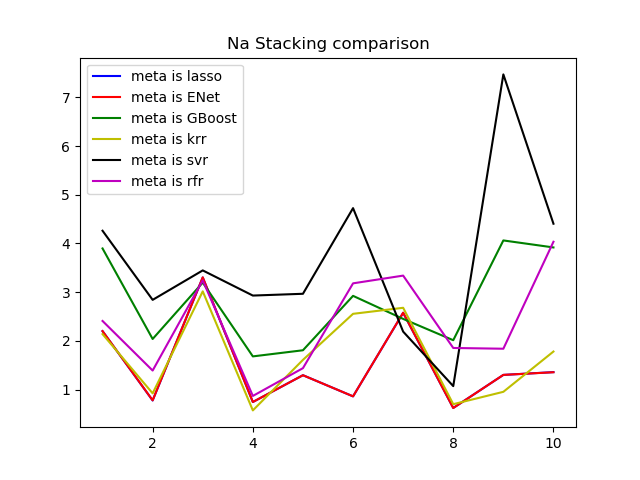 Na Stacking comparison
meta is lasso
meta is ENet
meta is GBoost
meta is krr
meta is svr
meta is rfr
7
6
5
4
3
2
1
2
4
6
8
10